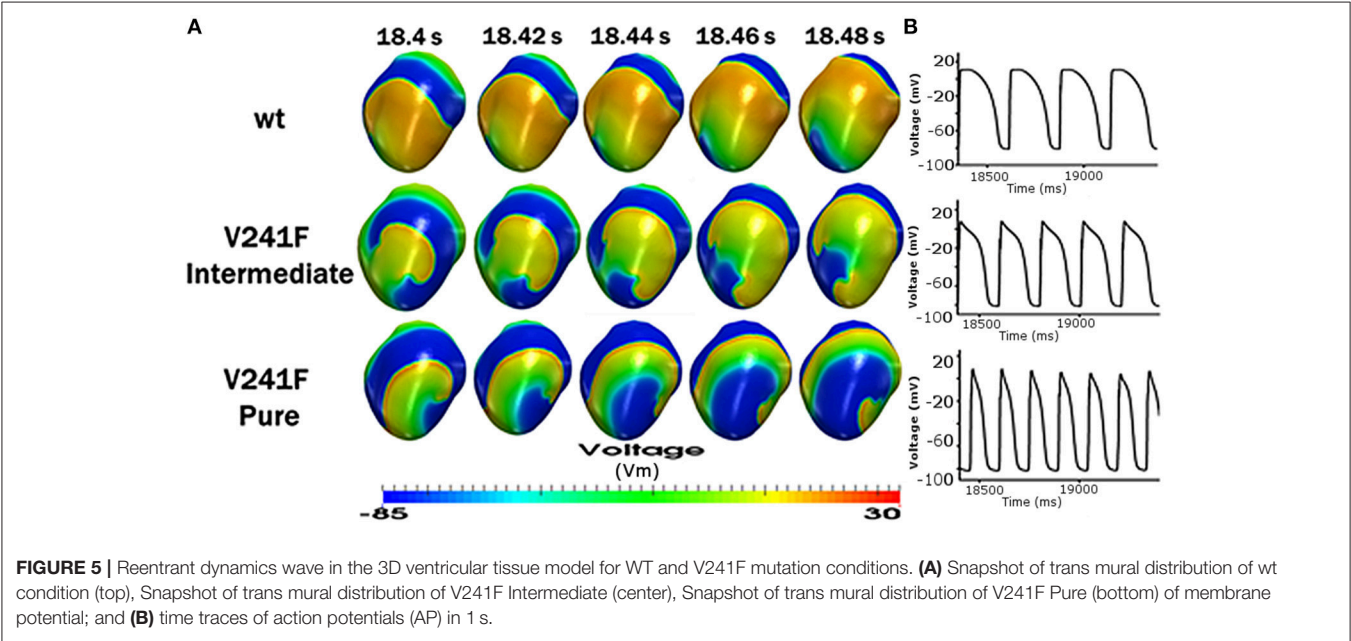 A
18.4 s 18.42 s 18.44 s 18.46 s 18.48 s
wt
V241F
Intermediate
V241F
Pure
Voltage
(Vm)
-85 30
B
20
-20
-60
-100
Voltage (mV)
18500 19000
Time (ms)
20
-20
-60
-100
Voltage (mV)
18500 19000
Time (ms)
20
-20
-60
-100
Voltage (mV)
18500 19000
Time (ms)
FIGURE 5 | Reentrant dynamics wave in the 3D ventricular tissue model for WT and V241F mutation conditions. (A) Snapshot of trans mural distribution of wt
condition (top), Snapshot of trans mural distribution of V241F Intermediate (center), Snapshot of trans mural distribution of V241F Pure (bottom) of membrane
potential; and (B) time traces of action potentials (AP) in 1 s.